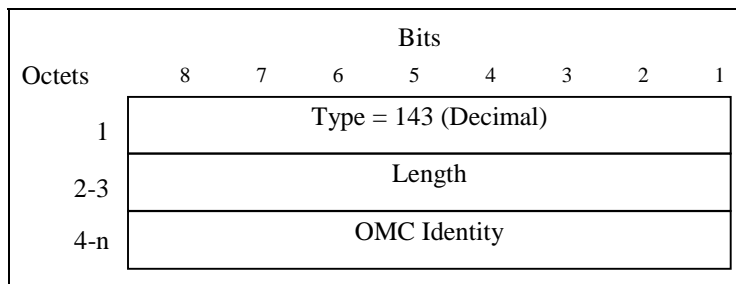 Bits
Octets 8 7 6 5 4 3 2 1
1 Type = 143 (Decimal)
2-3 Length
4-n OMC Identity